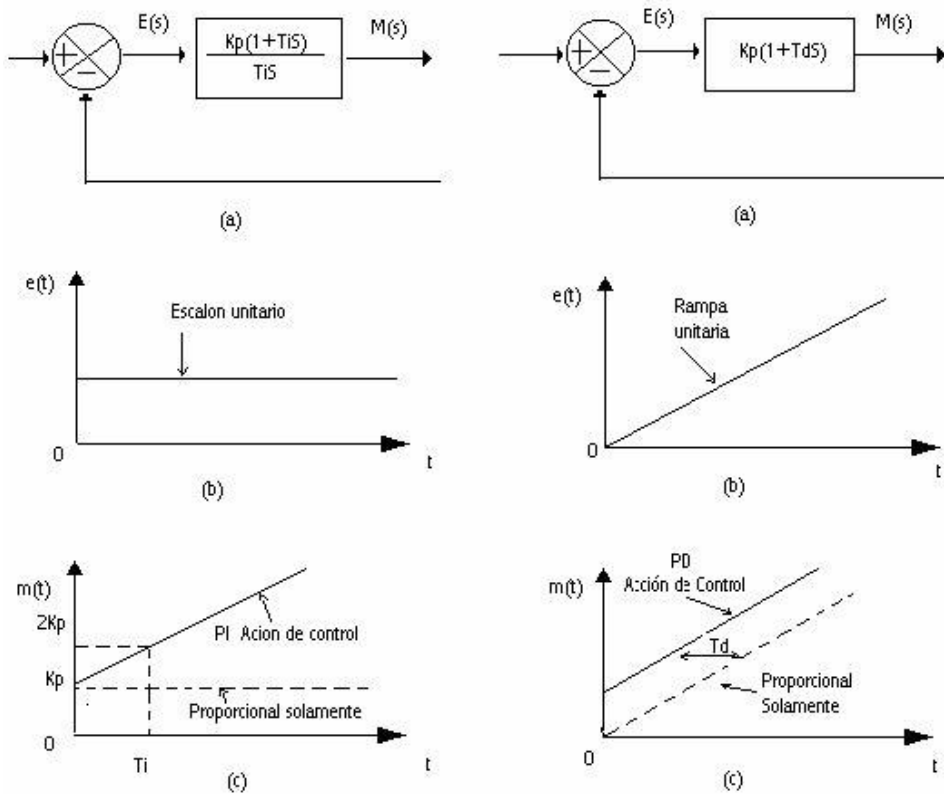 E(s)
M(s)
+
−
Kp(1+TiS)
TiS
(a)
e(t)
Escalon unitario
0
t
(b)
m(t)
2Kp
Kp
PI Acion de control
Proporcional solamente
0
Ti
t
(c)
E(s)
M(s)
+
−
Kp(1+TdS)
(a)
e(t)
Rampa
unitaria
0
t
(b)
m(t)
PD
Acción de Control
Td
Proporcional
Solamente
0
t
(c)